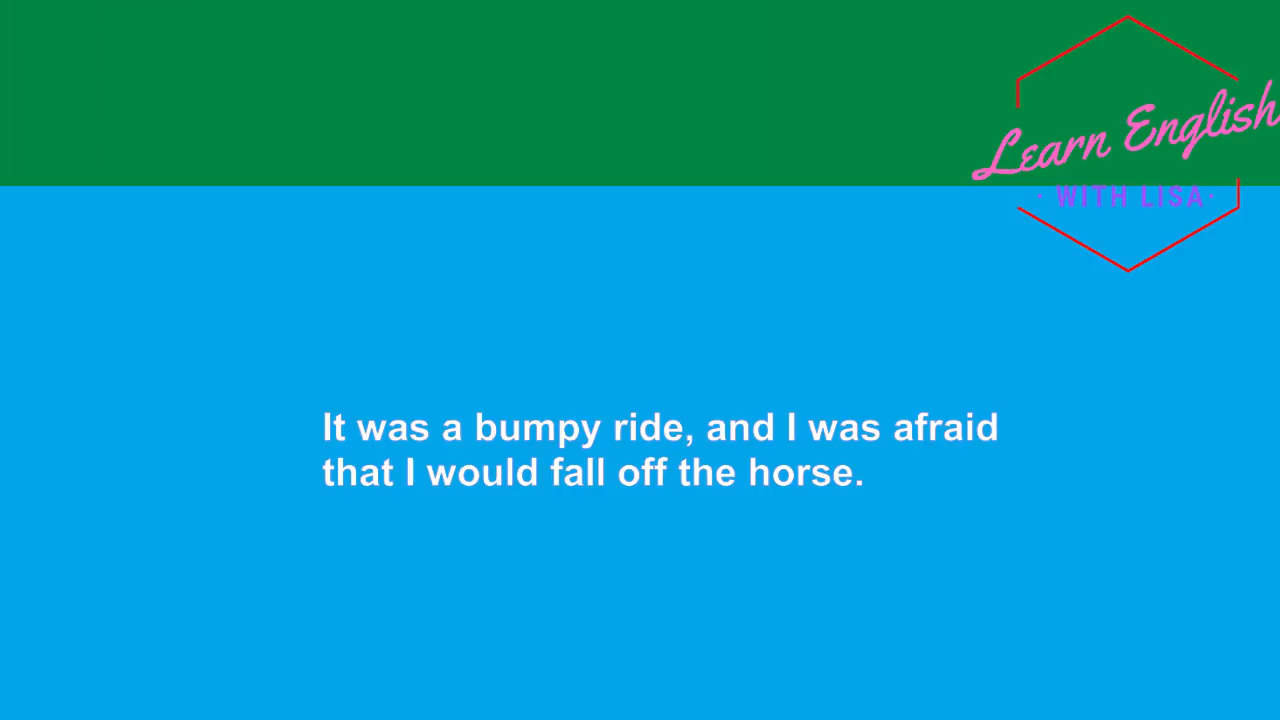 Learn English
· WITH LISA ·
It was a bumpy ride, and I was afraid
that I would fall off the horse.